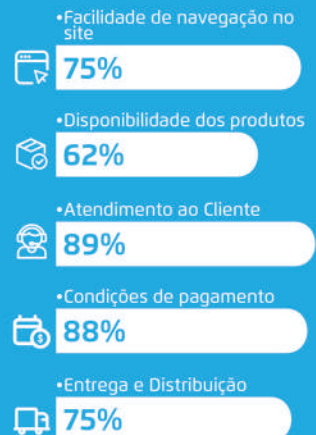 •Facilidade de navegação no
site
75%
•Disponibilidade dos produtos
62%
•Atendimento ao Cliente
89%
•Condições de pagamento
88%
•Entrega e Distribuição
75%